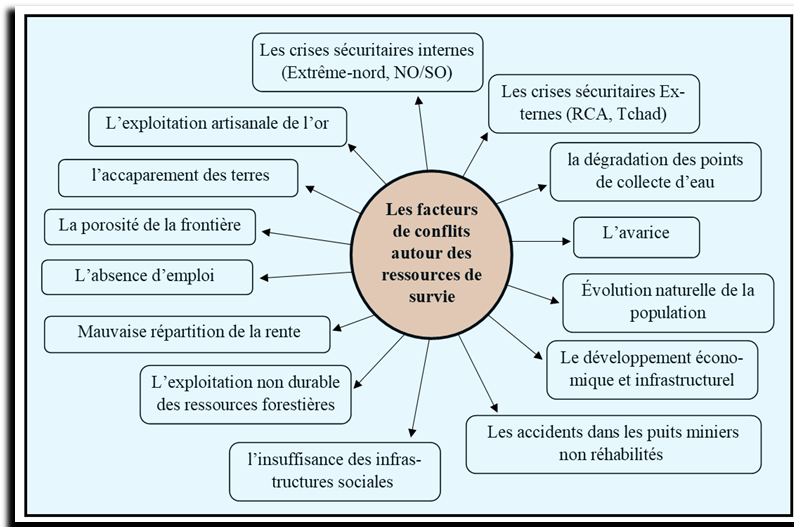 Les crises sécuritaires internes
(Extrême-nord, NO/SO)
Les crises sécuritaires Ex-
ternes (RCA, Tchad)
L'exploitation artisanale de l'or
la dégradation des points
de collecte d'eau
l'accaparement des terres
La porosité de la frontière
L'avarice
Les facteurs
de conflits
autour des
ressources de
survie
L'absence d'emploi
Évolution naturelle de la
population
Mauvaise répartition de la rente
Le développement écono-
mique et infrastructurel
L'exploitation non durable
des ressources forestières
Les accidents dans les puits miniers
non réhabilités
l'insuffisance des infras-
tructures sociales